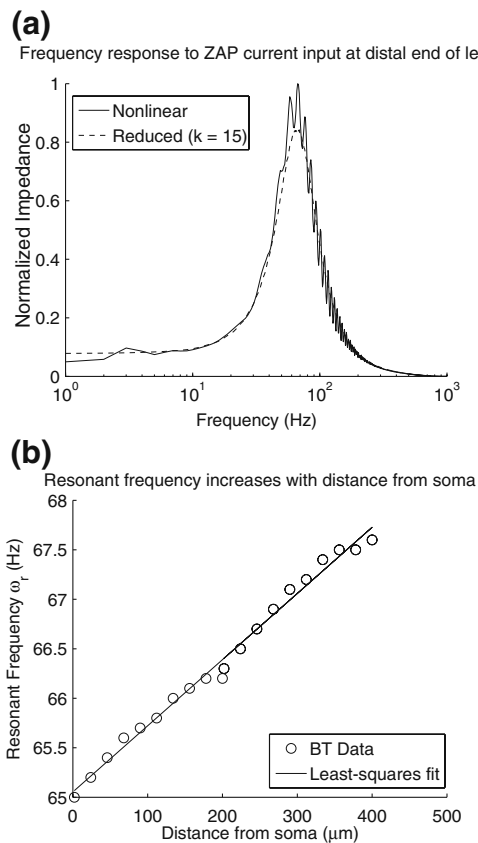 (a)
Frequency response to ZAP current input at distal end of le
Normalized Impedance
1
0.8
0.6
0.4
0.2
0
Nonlinear
Reduced (k = 15)
10^0
10^1
10^2
10^3
Frequency (Hz)
(b)
Resonant frequency increases with distance from soma
Resonant Frequency ω_r (Hz)
68
67.5
67
66.5
66
65.5
65
BT Data
Least-squares fit
0 100 200 300 400 500
Distance from soma (μm)